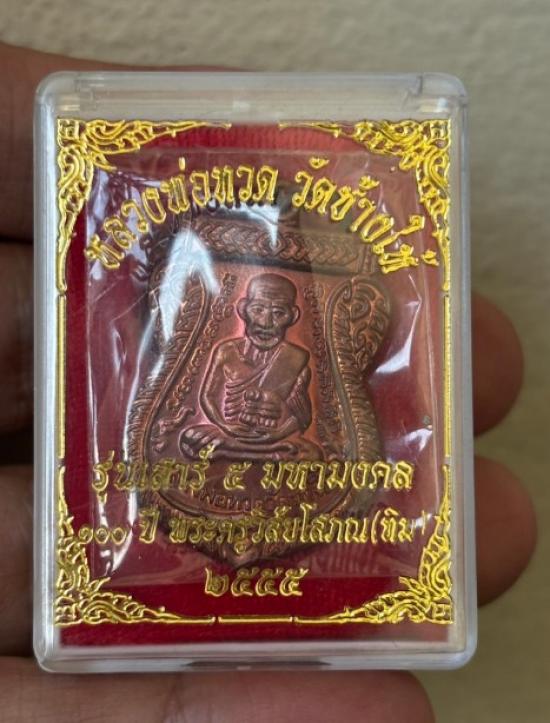 หลวงพ่อทวด วัดช้างให้
รุ่นเสาร์ ๕ มหามงคล
๑๐๐ ปี พระครูวิสัยโสภณ(ทิม)
๒๕๕๕